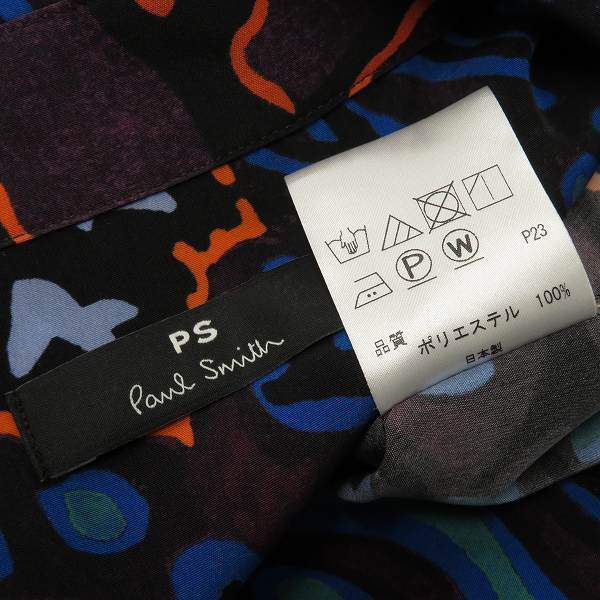 PS
Paul Smith
P W
P23
品質 ポリエステル 100%
日本製